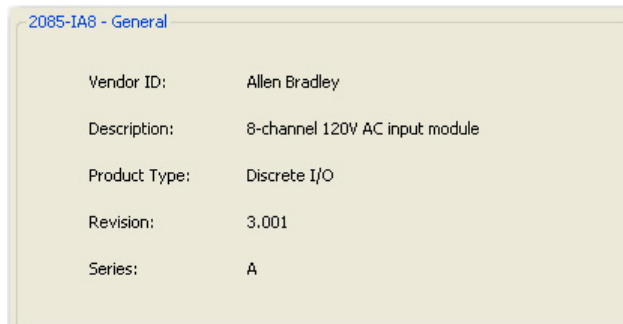 2085-IA8 - General
Vendor ID: Allen Bradley
Description: 8-channel 120V AC input module
Product Type: Discrete I/O
Revision: 3.001
Series: A